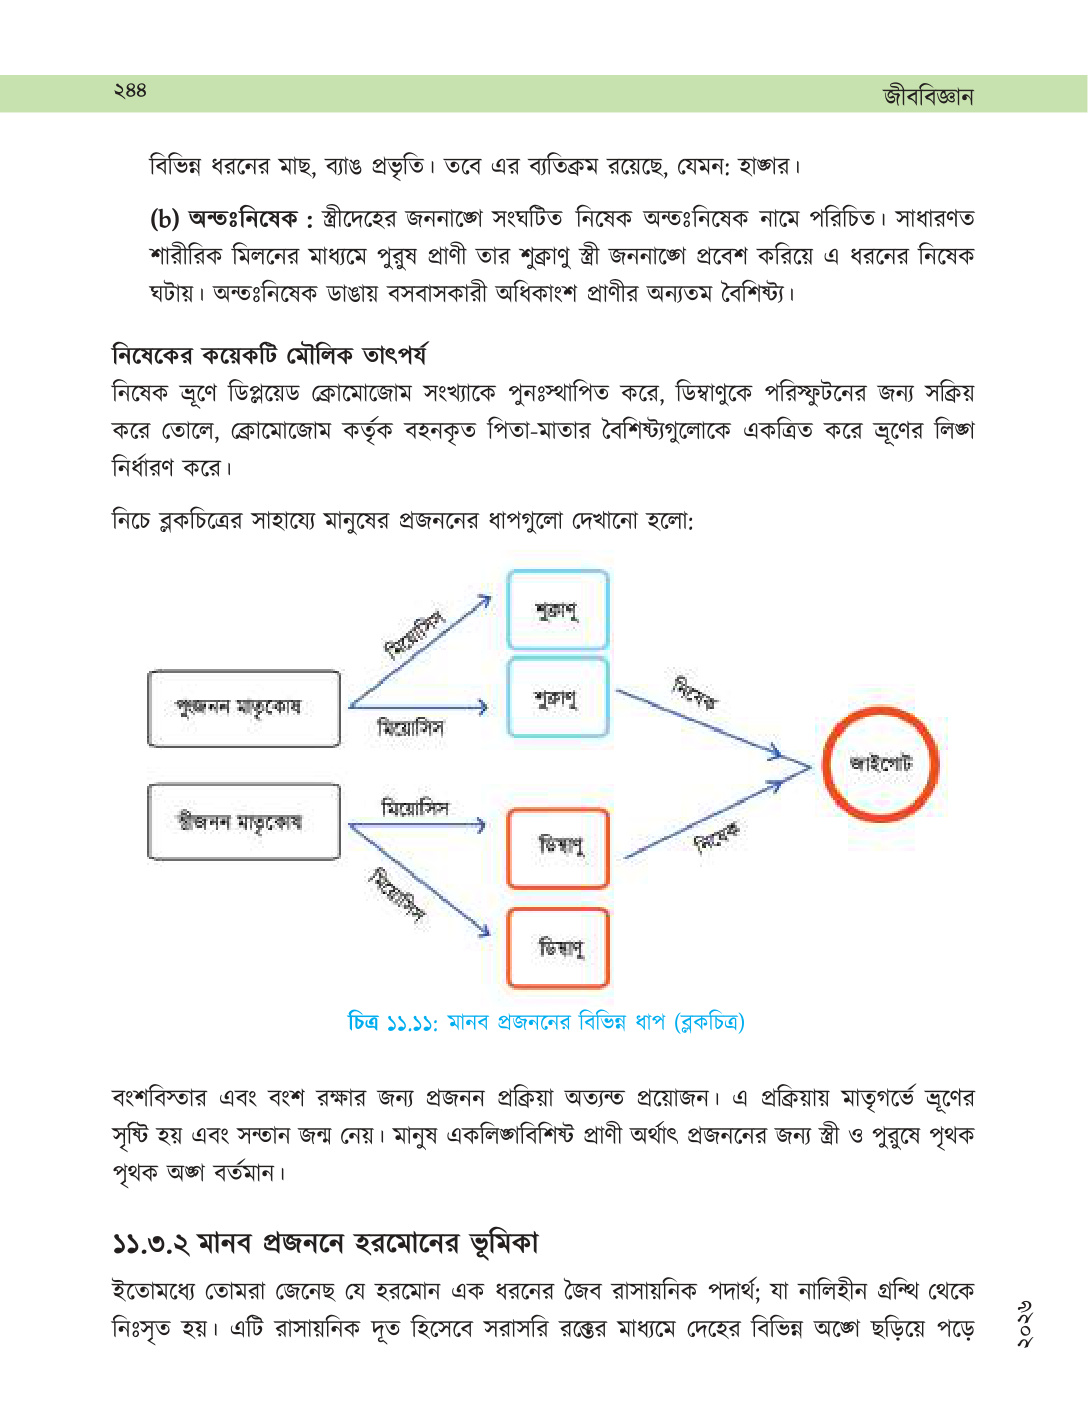 ২৪৪
জীববিজ্ঞান
বিভিন্ন ধরনের মাছ, ব্যাঙ প্রভৃতি। তবে এর ব্যতিক্রম রয়েছে, যেমন: হাঙ্গর।
(b) অন্তঃনিষেক : স্ত্রীদেহের জননাঙ্গে সংঘটিত নিষেক অন্তঃনিষেক নামে পরিচিত। সাধারণত
শারীরিক মিলনের মাধ্যমে পুরুষ প্রাণী তার শুক্রাণু স্ত্রী জননাঙ্গে প্রবেশ করিয়ে এ ধরনের নিষেক
ঘটায়। অন্তঃনিষেক ডাঙায় বসবাসকারী অধিকাংশ প্রাণীর অন্যতম বৈশিষ্ট্য।
নিষেকের কয়েকটি মৌলিক তাৎপর্য
নিষেক ভ্রূণে ডিপ্লয়েড ক্রোমোজোম সংখ্যাকে পুনঃস্থাপিত করে, ডিম্বাণুকে পরিস্ফুটনের জন্য সক্রিয়
করে তোলে, ক্রোমোজোম কর্তৃক বহনকৃত পিতা-মাতার বৈশিষ্ট্যগুলোকে একত্রিত করে ভ্রূণের লিঙ্গ
নির্ধারণ করে।
নিচে ব্লকচিত্রের সাহায্যে মানুষের প্রজননের ধাপগুলো দেখানো হলো:
শুক্রাণু
মিয়োসিস
শুক্রাণু
নিষেক
পুংজনন মাতৃকোষ
মিয়োসিস
জাইগোট
মিয়োসিস
স্ত্রীজনন মাতৃকোষ
ডিম্বাণু
নিষেক
মিয়োসিস
ডিম্বাণু
চিত্র ১১.১১: মানব প্রজননের বিভিন্ন ধাপ (ব্লকচিত্র)
বংশবিস্তার এবং বংশ রক্ষার জন্য প্রজনন প্রক্রিয়া অত্যন্ত প্রয়োজন। এ প্রক্রিয়ায় মাতৃগর্ভে ভ্রূণের
সৃষ্টি হয় এবং সন্তান জন্ম নেয়। মানুষ একলিঙ্গবিশিষ্ট প্রাণী অর্থাৎ প্রজননের জন্য স্ত্রী ও পুরুষে পৃথক
পৃথক অঙ্গ বর্তমান।
১১.৩.২ মানব প্রজননে হরমোনের ভূমিকা
ইতোমধ্যে তোমরা জেনেছ যে হরমোন এক ধরনের জৈব রাসায়নিক পদার্থ; যা নালিহীন গ্রন্থি থেকে
নিঃসৃত হয়। এটি রাসায়নিক দূত হিসেবে সরাসরি রক্তের মাধ্যমে দেহের বিভিন্ন অঙ্গে ছড়িয়ে পড়ে
২০২৬